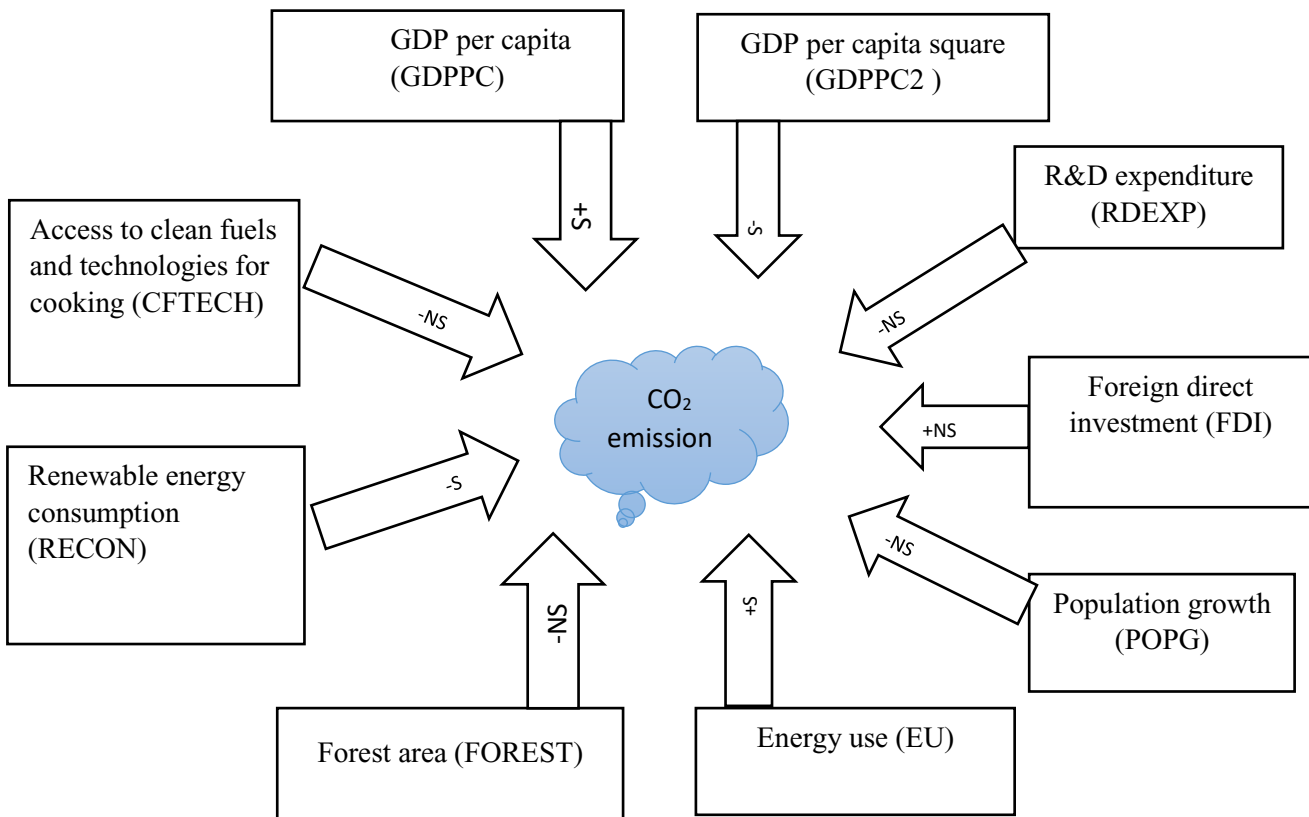 GDP per capita
(GDPPC)
GDP per capita square
(GDPPC2 )
R&D expenditure
(RDEXP)
Access to clean fuels
and technologies for
cooking (CFTECH)
+S
-S
-NS
-NS
Foreign direct
investment (FDI)
+NS
CO₂
emission
Renewable energy
consumption
(RECON)
-S
-NS
Population growth
(POPG)
-NS
+S
Forest area (FOREST)
Energy use (EU)